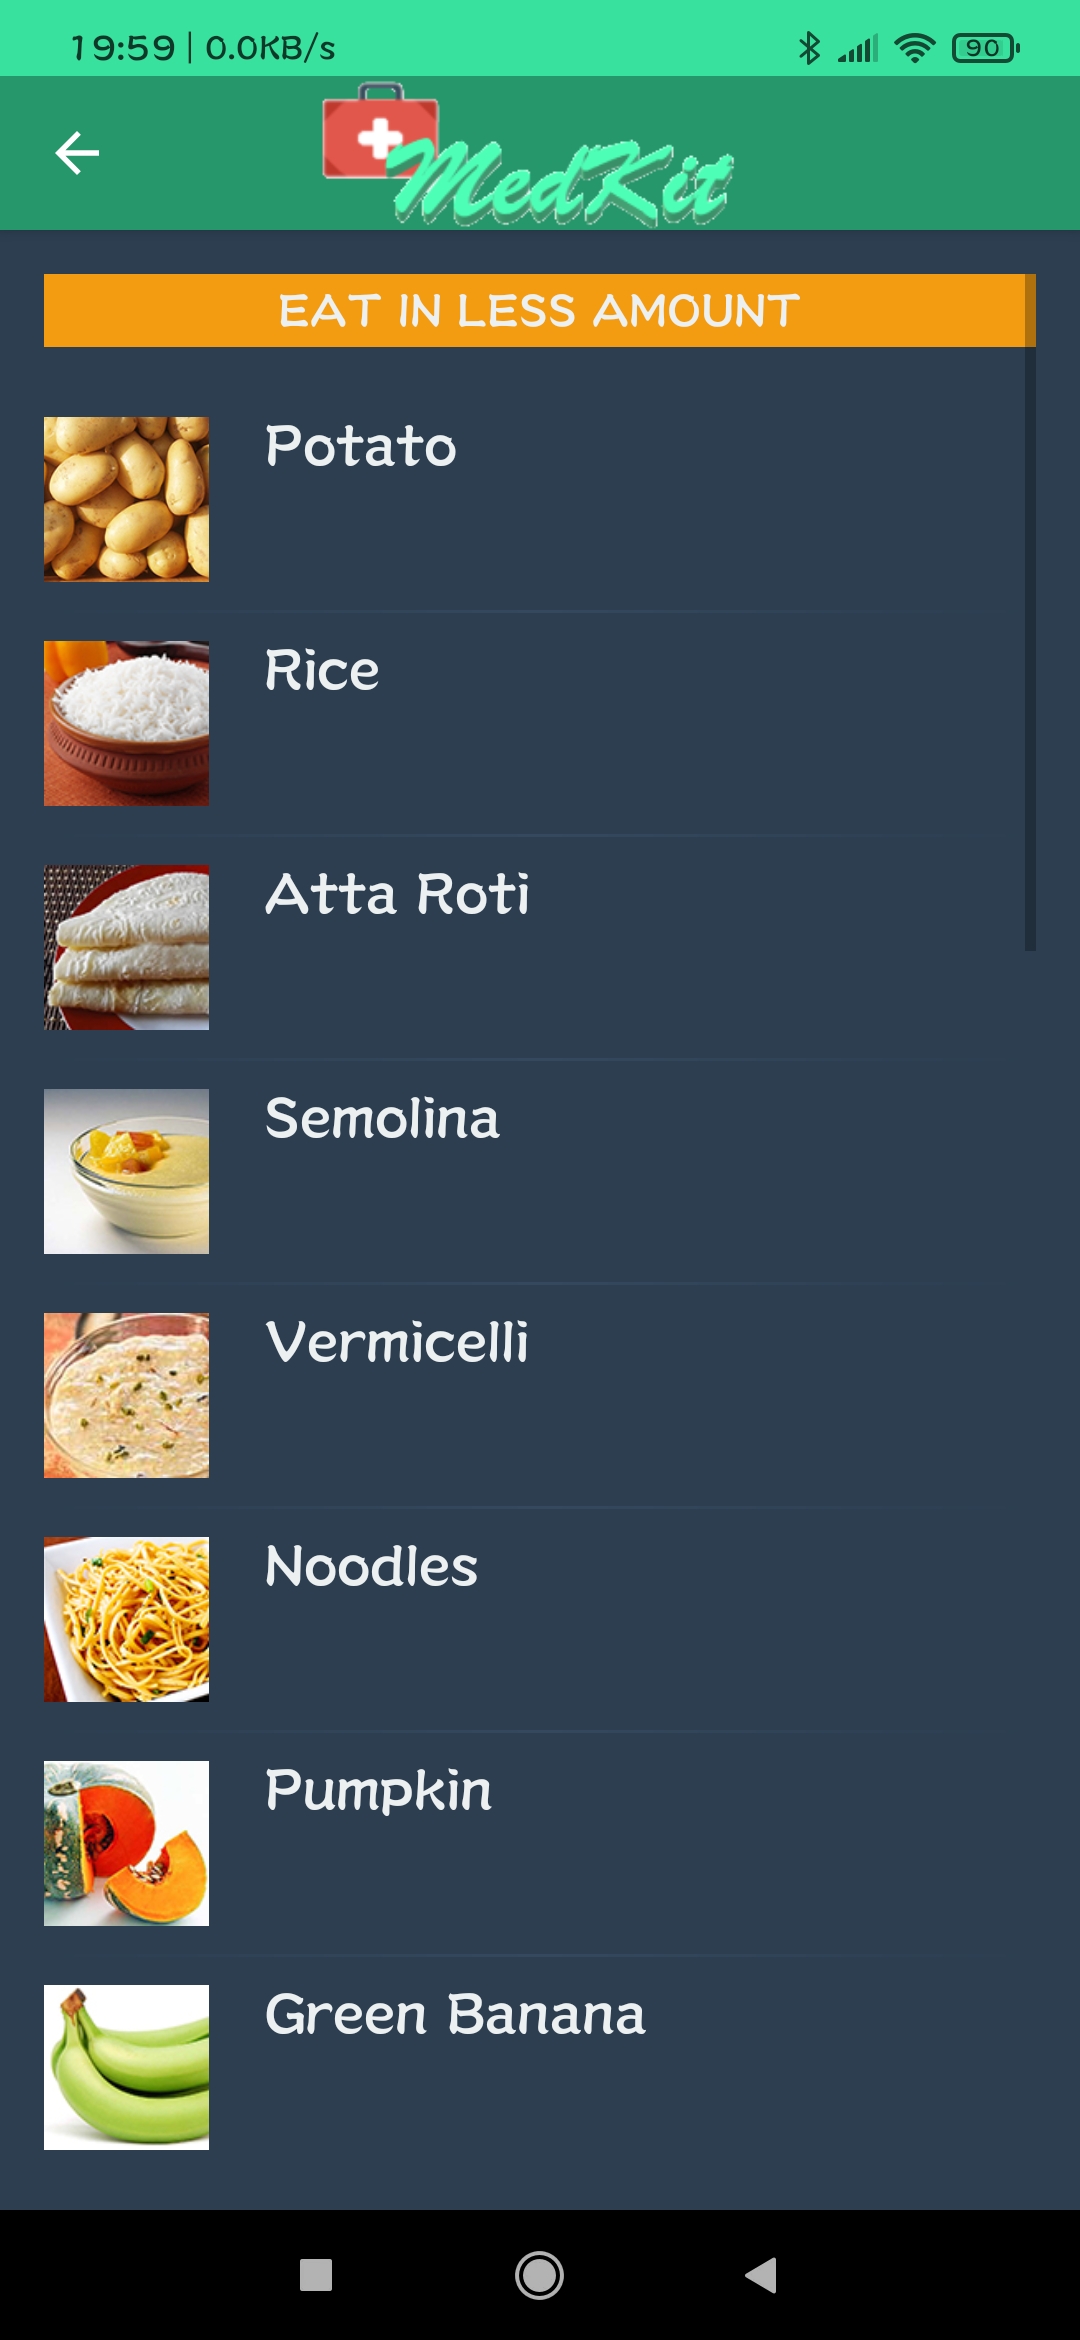 19:59 | 0.0KB/s
90
MedKit
EAT IN LESS AMOUNT
Potato
Rice
Atta Roti
Semolina
Vermicelli
Noodles
Pumpkin
Green Banana